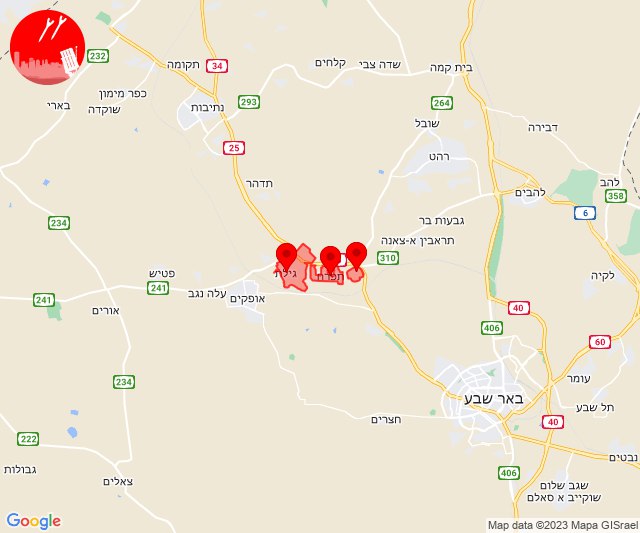 232
תקומה
34
קלחים
שדה צבי
בית קמה
כפר מימון
שוקדה
בארי
נתיבות
293
264
שובל
דבירה
25
רהט
תדהר
להב
358
להבים
6
234
גבעות בר
תראבין א-צאנה
310
לקיה
גילת
תפרח
פטיש
241
241
עלה נגב
אופקים
אורים
40
406
60
234
באר שבע
עומר
תל שבע
חצרים
40
222
גבולות
צאלים
406
נבטים
שגב שלום
שוקייב א סאלם
Google
Map data ©2023 Mapa GISrael